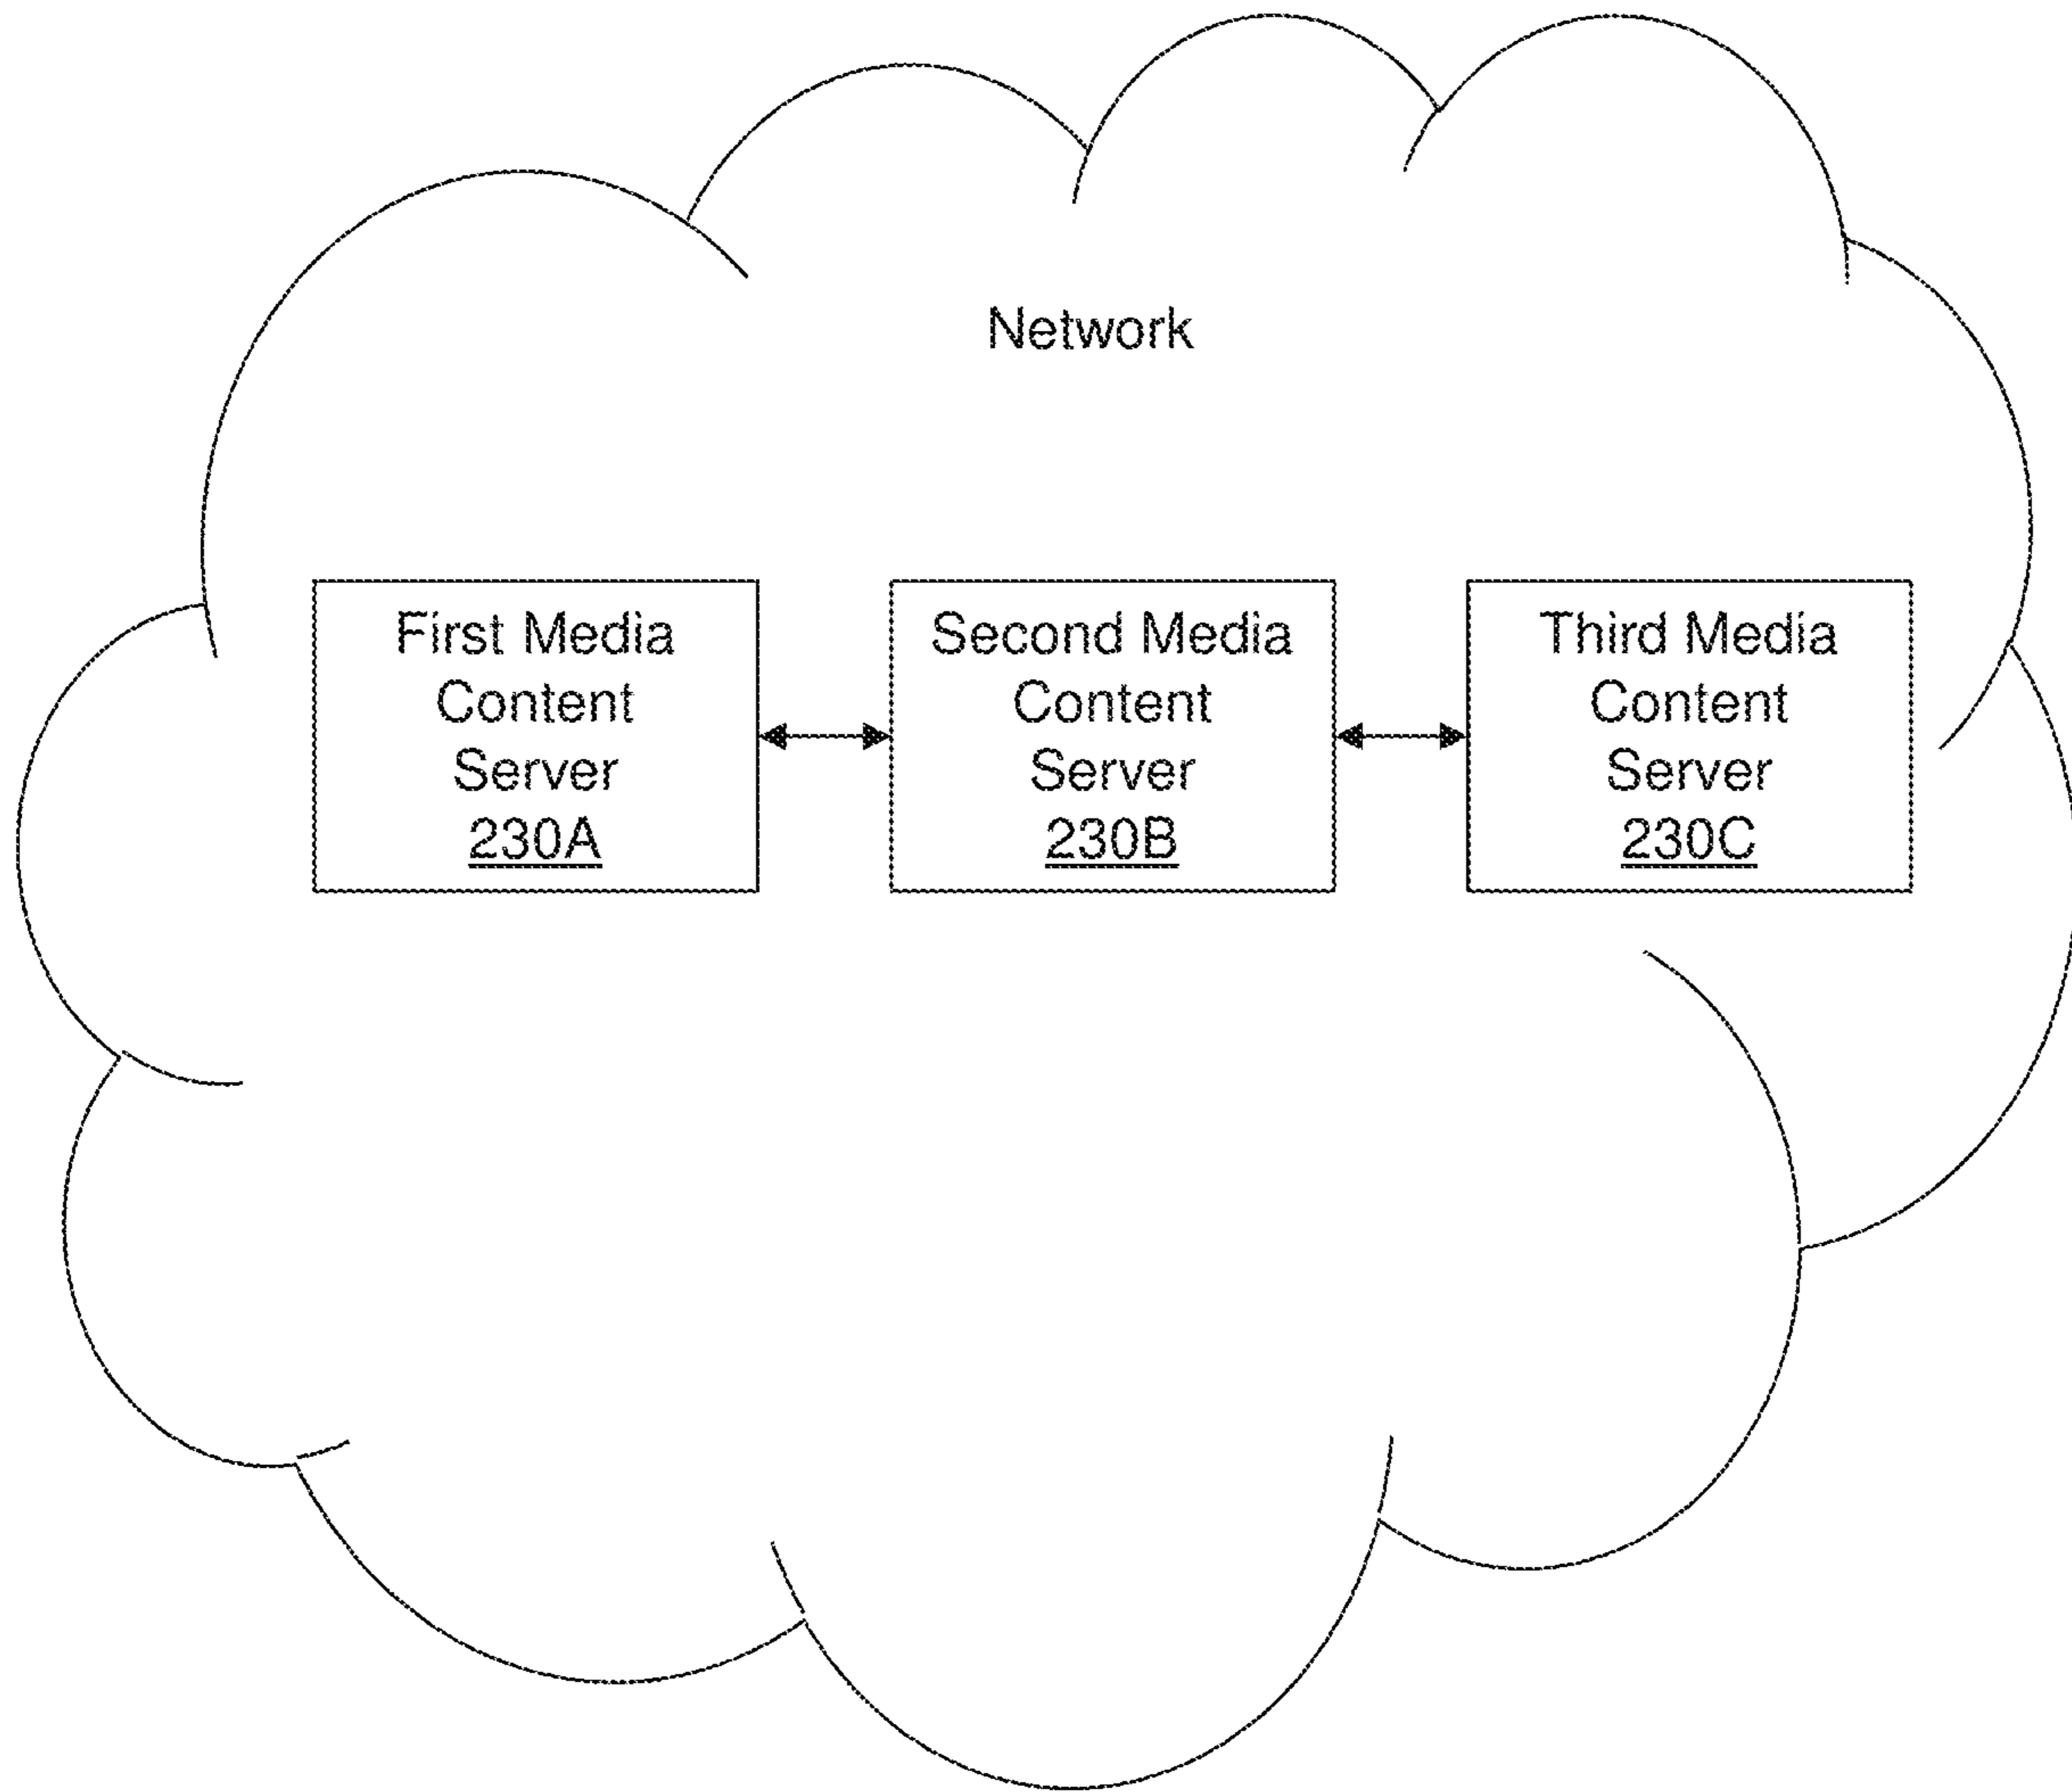 Network
First Media
Content
Server
230A
Second Media
Content
Server
230B
Third Media
Content
Server
230C